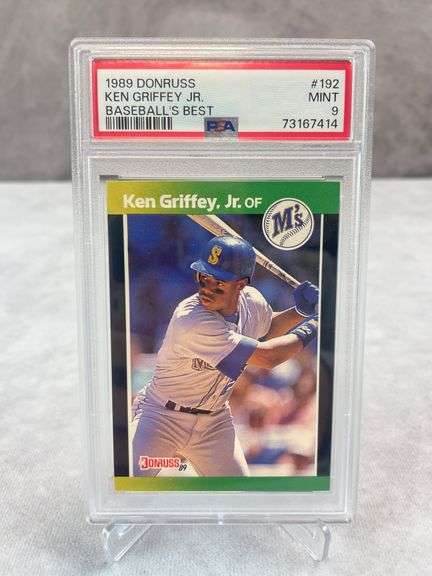 1989 DONRUSS #192
KEN GRIFFEY JR. MINT
BASEBALL'S BEST 9
PSA 73167414
Ken Griffey, Jr. OF
M's
S
DONRUSS
'89